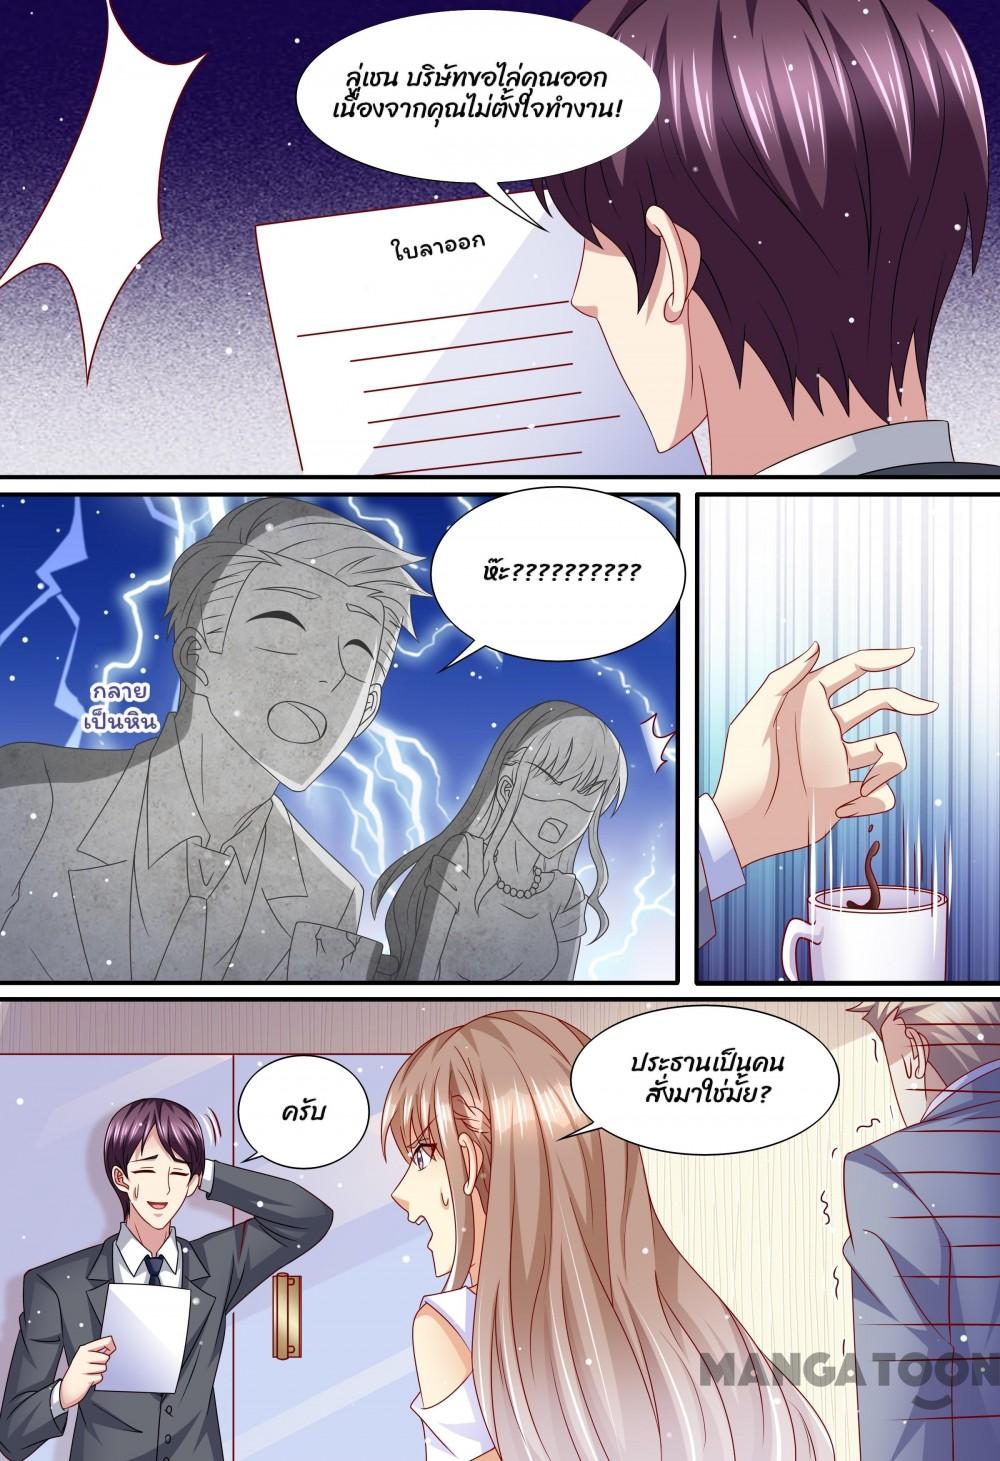 ลู่เชน บริษัทขอไล่คุณออก
เนื่องจากคุณไม่ตั้งใจทำงาน!
ใบลาออก
ห๊ะ??????????
กลาย
เป็นหิน
ครับ
ประธานเป็นคน
สั่งมาใช่มั้ย?
MANGATOON